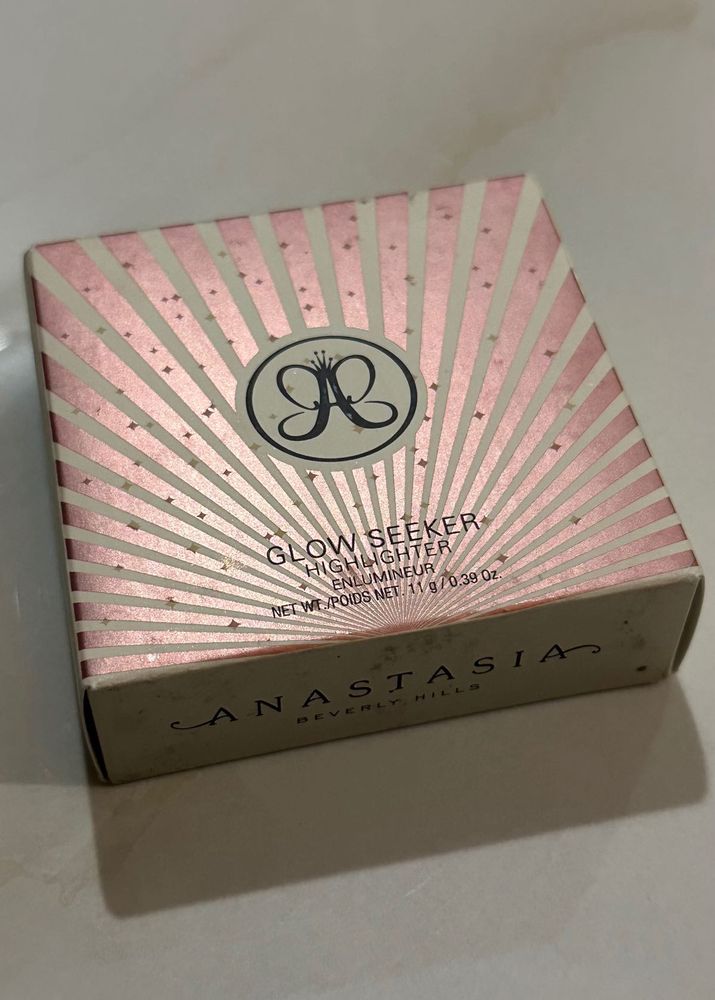 GLOW SEEKER
HIGHLIGHTER
ENLUMINEUR
NET WT./POIDS NET. 11 g / 0.39 Oz.
ANASTASIA
BEVERLY HILLS